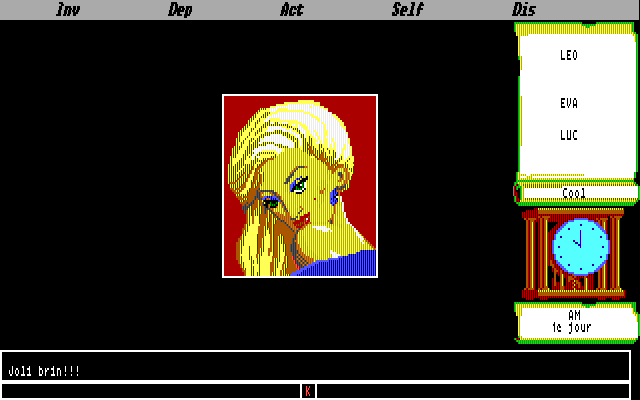 Inv Dep Act Self Dis
LEO
EVA
LUC
Cool
AM
1e jour
Joli brin!!!
K